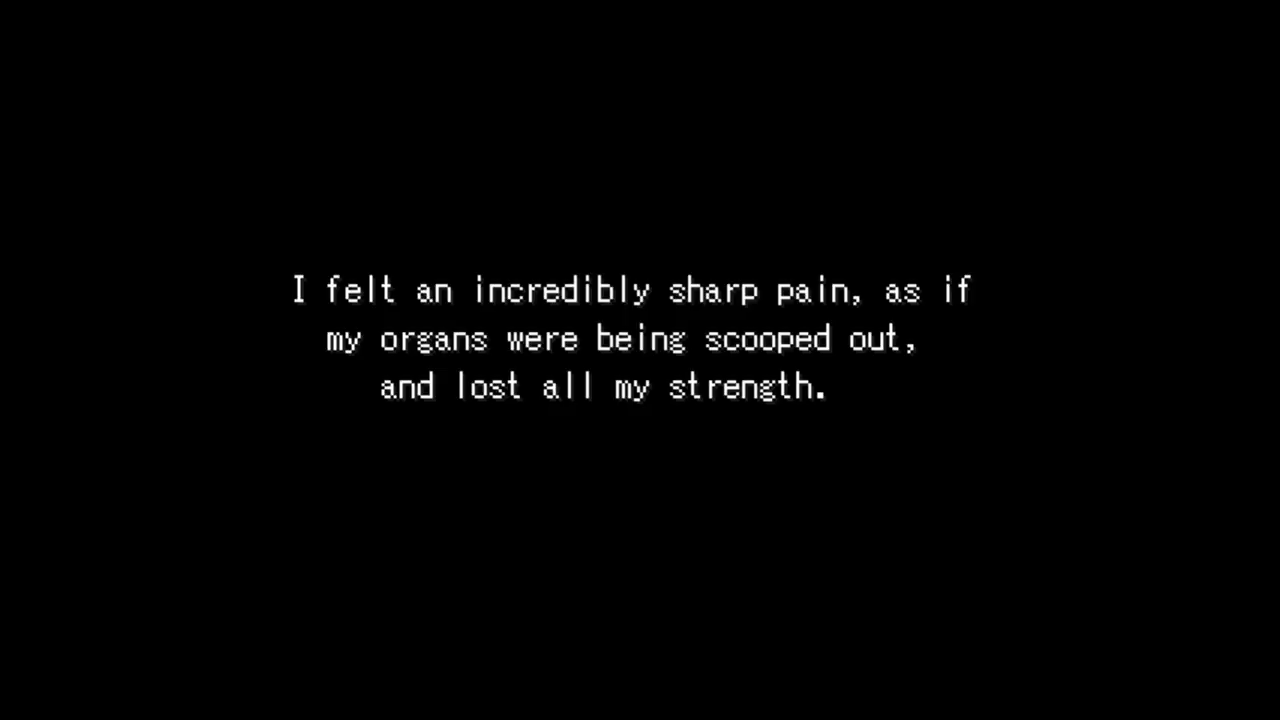 I felt an incredibly sharp pain, as if
my organs were being scooped out,
and lost all my strength.